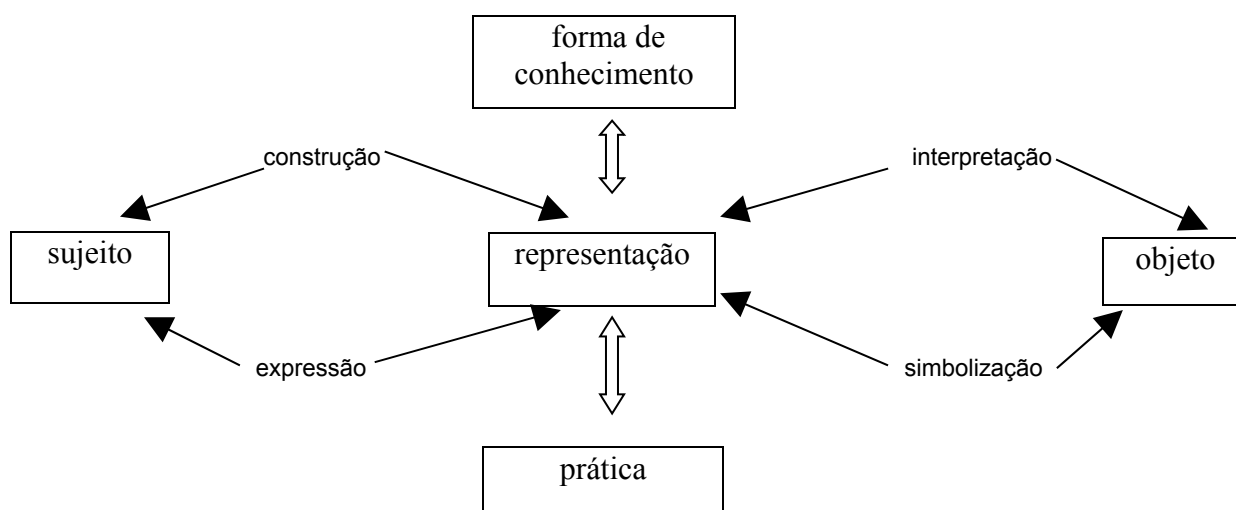 forma de
conhecimento
construção
interpretação
sujeito
representação
objeto
expressão
simbolização
prática